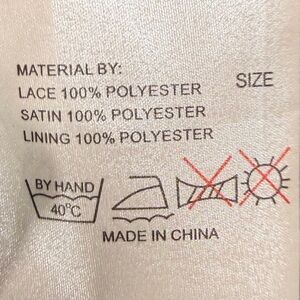 MATERIAL BY:
LACE 100% POLYESTER
SIZE
SATIN 100% POLYESTER
LINING 100% POLYESTER
BY HAND
40°C
MADE IN CHINA